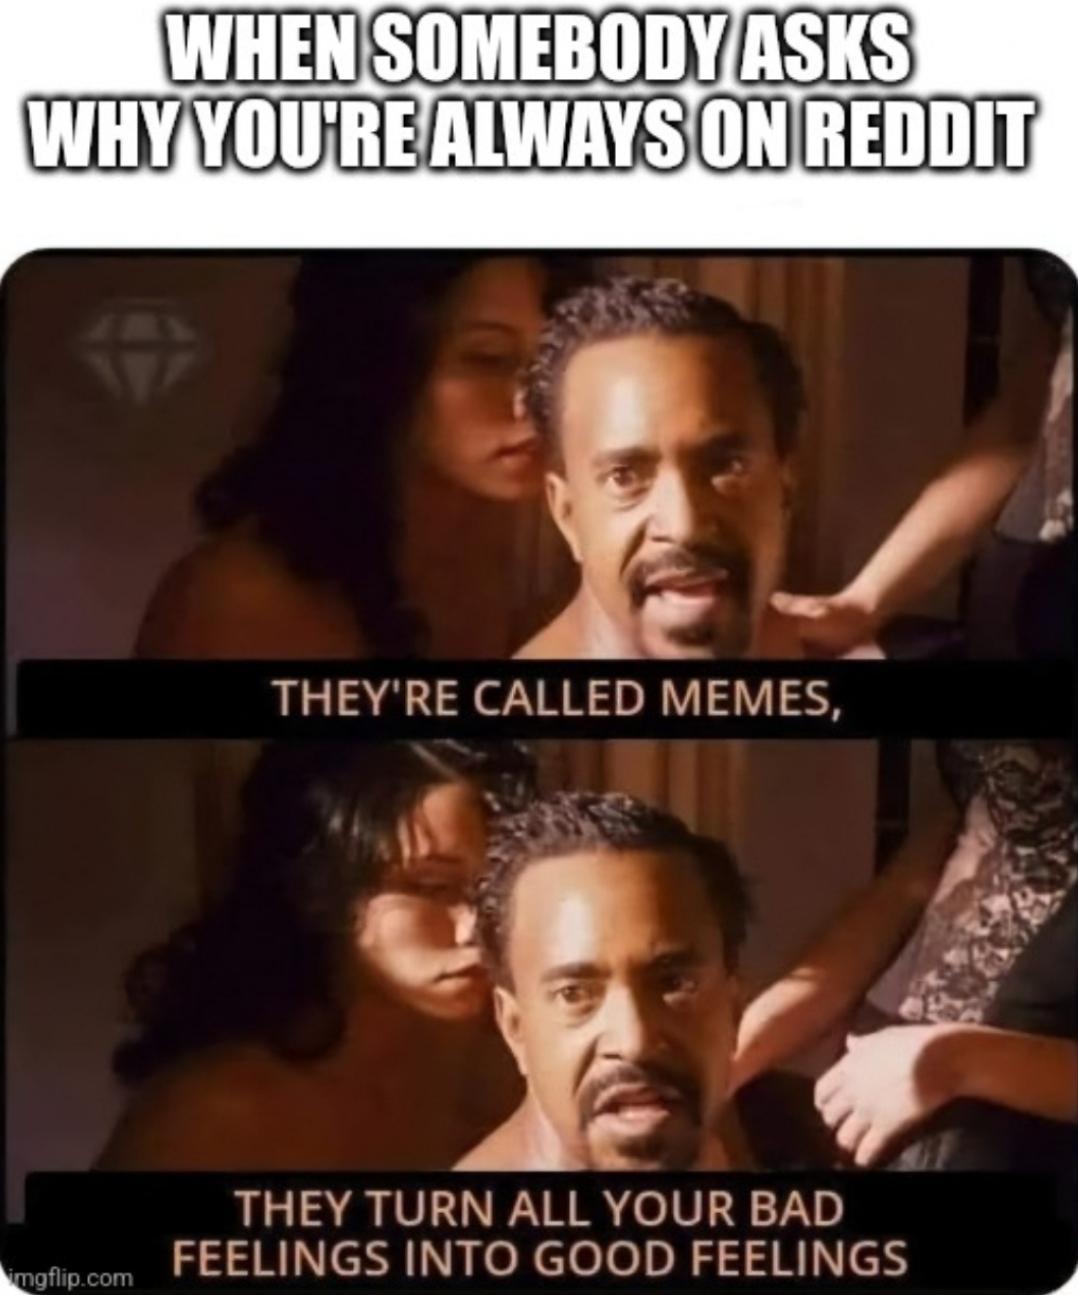 WHEN SOMEBODY ASKS
WHY YOU'RE ALWAYS ON REDDIT
THEY'RE CALLED MEMES,
THEY TURN ALL YOUR BAD
FEELINGS INTO GOOD FEELINGS
imgflip.com